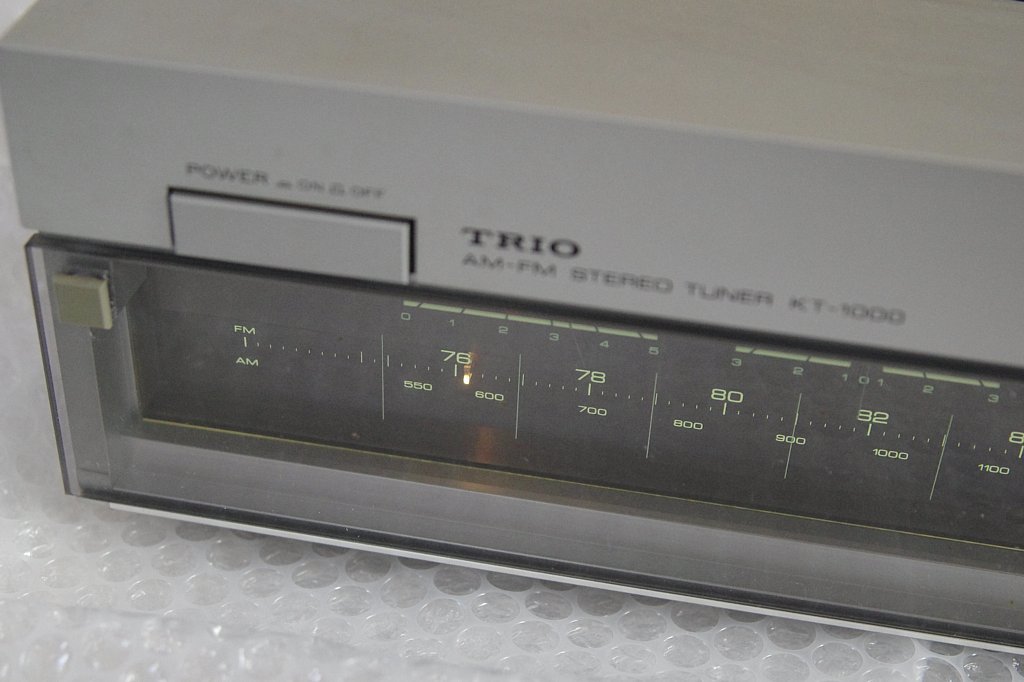 POWER ON OFF
TRIO
AM-FM STEREO TUNER KT-1000
0 1 2 3 4 5 3 2 1 0 1 2 3
FM 76 78 80 82
AM 550 600 700 800 900 1000 1100